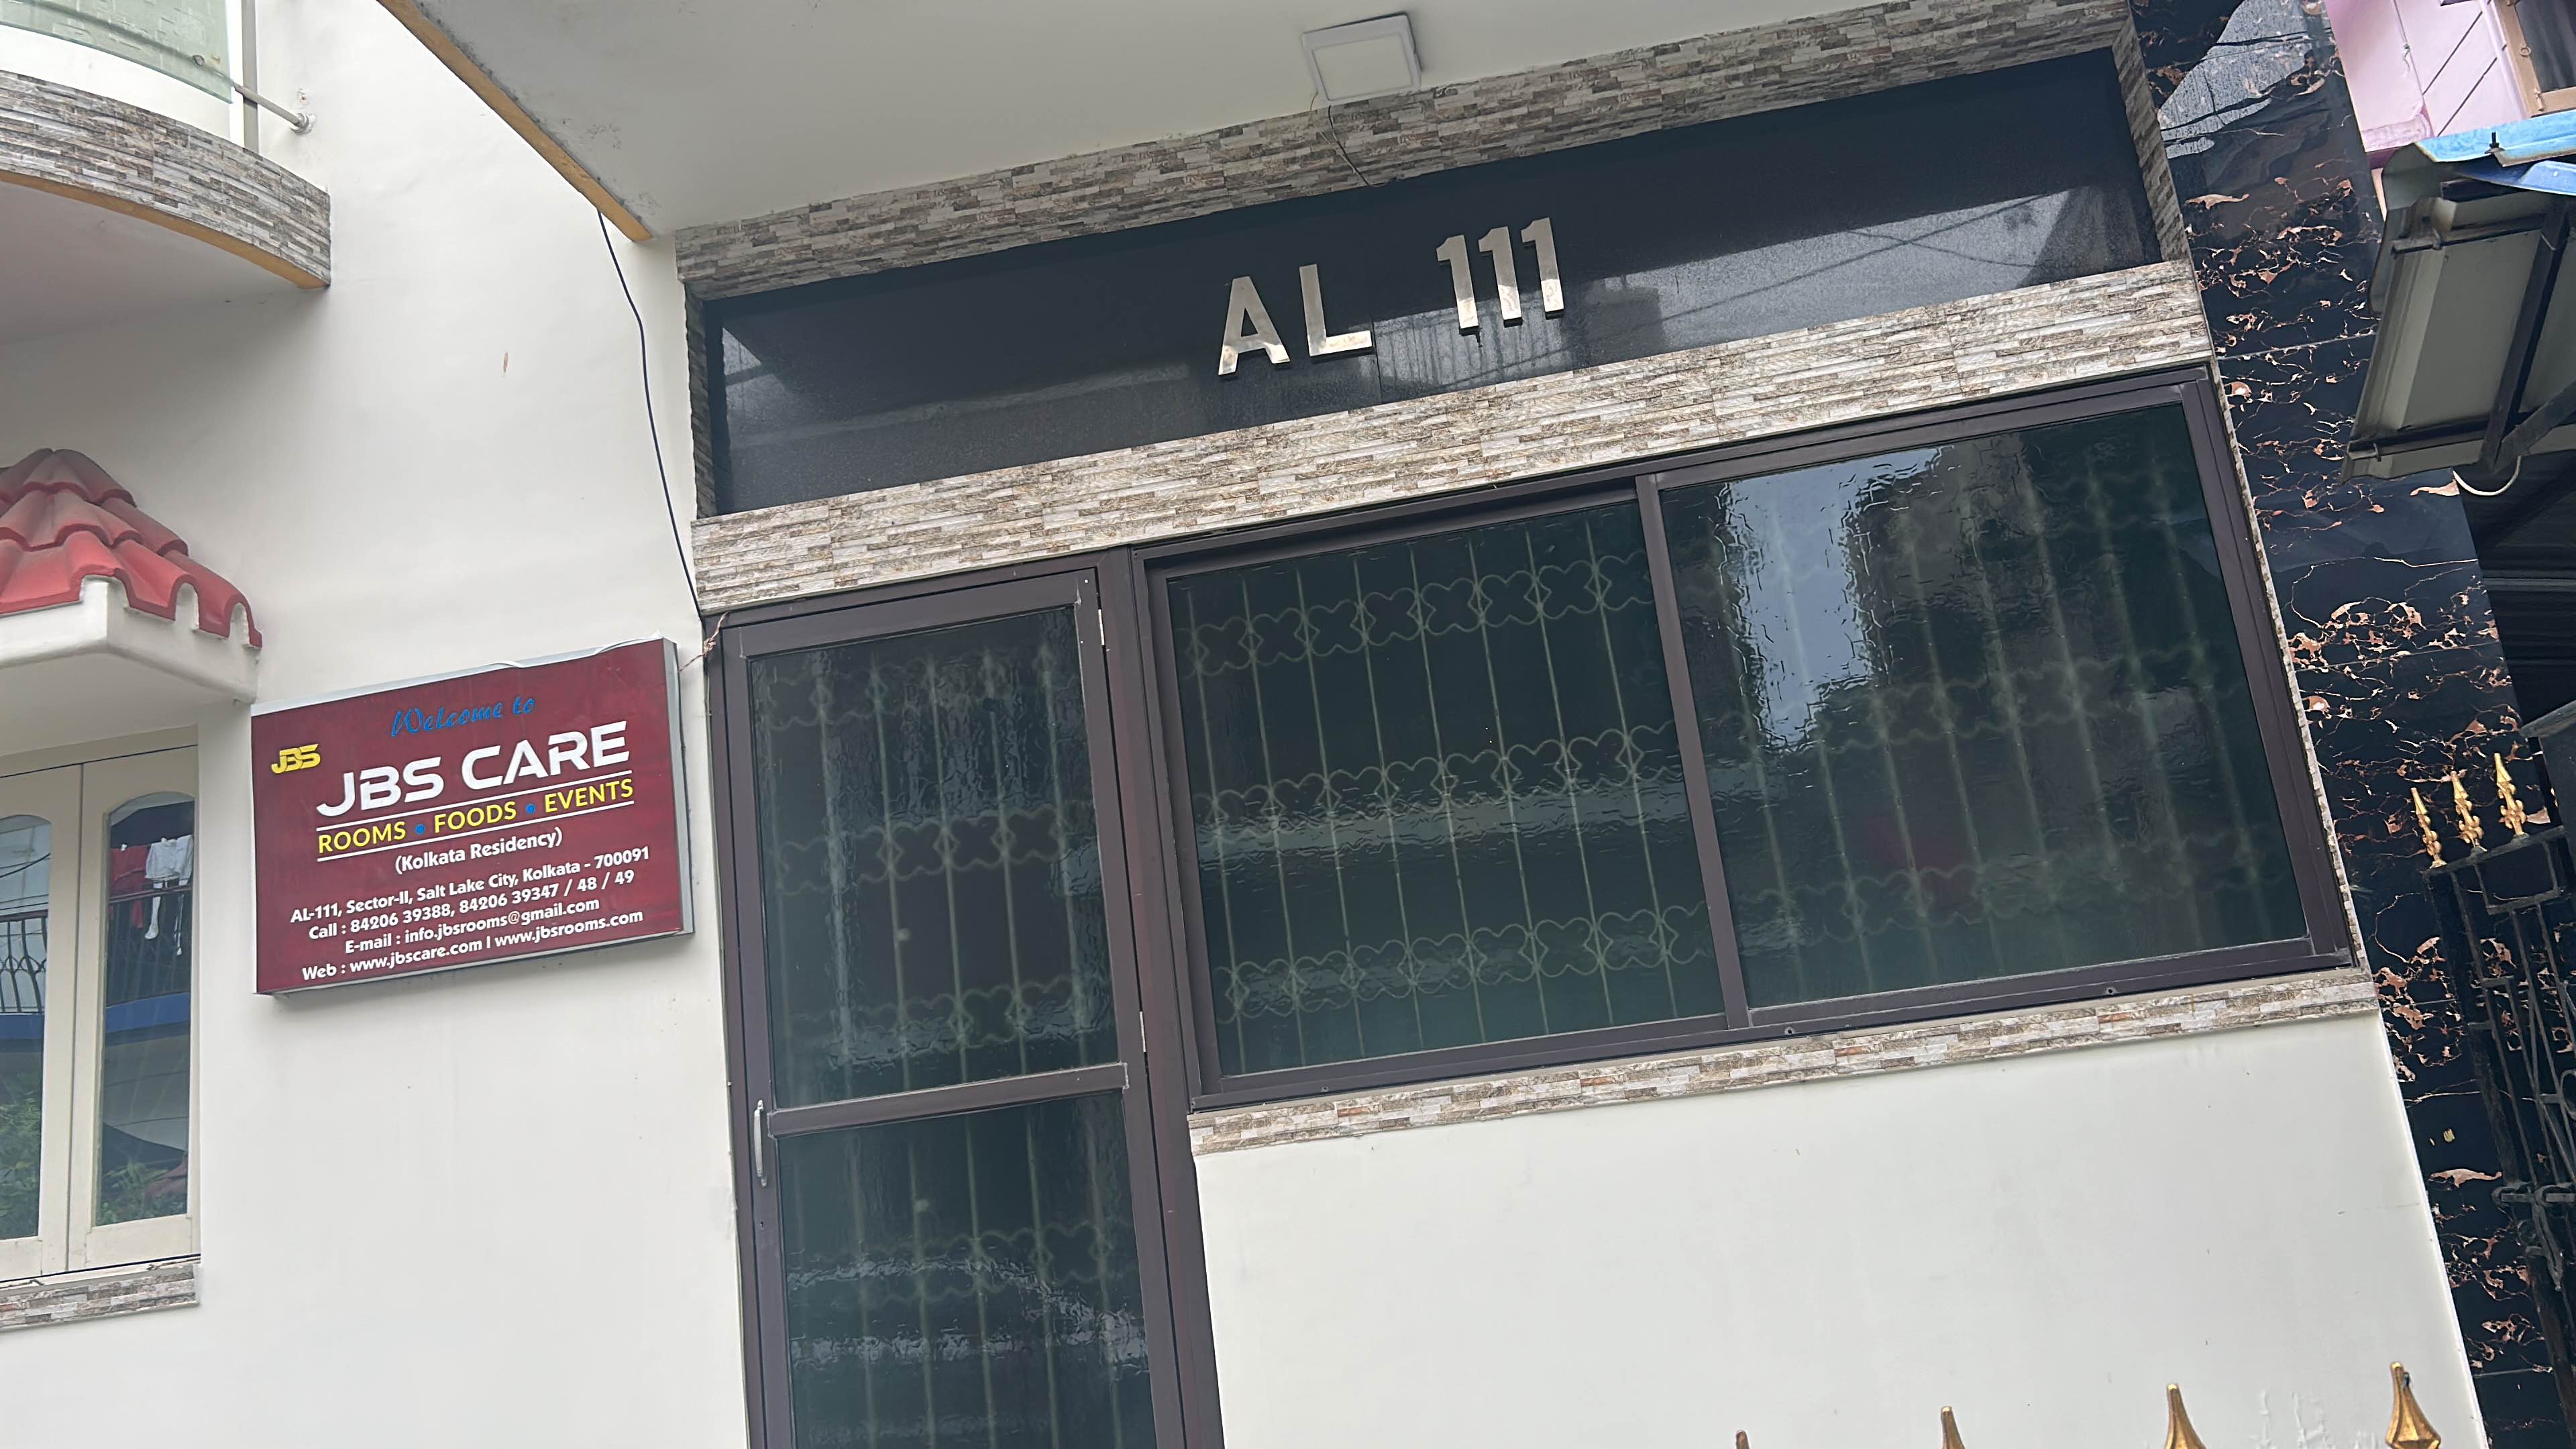 AL 111
Welcome to
JBS
JBS CARE
ROOMS • FOODS • EVENTS
(Kolkata Residency)
AL-111, Sector-II, Salt Lake City, Kolkata - 700091
Call : 84206 39388, 84206 39347 / 48 / 49
E-mail : info.jbsrooms@gmail.com
Web : www.jbscare.com | www.jbsrooms.com